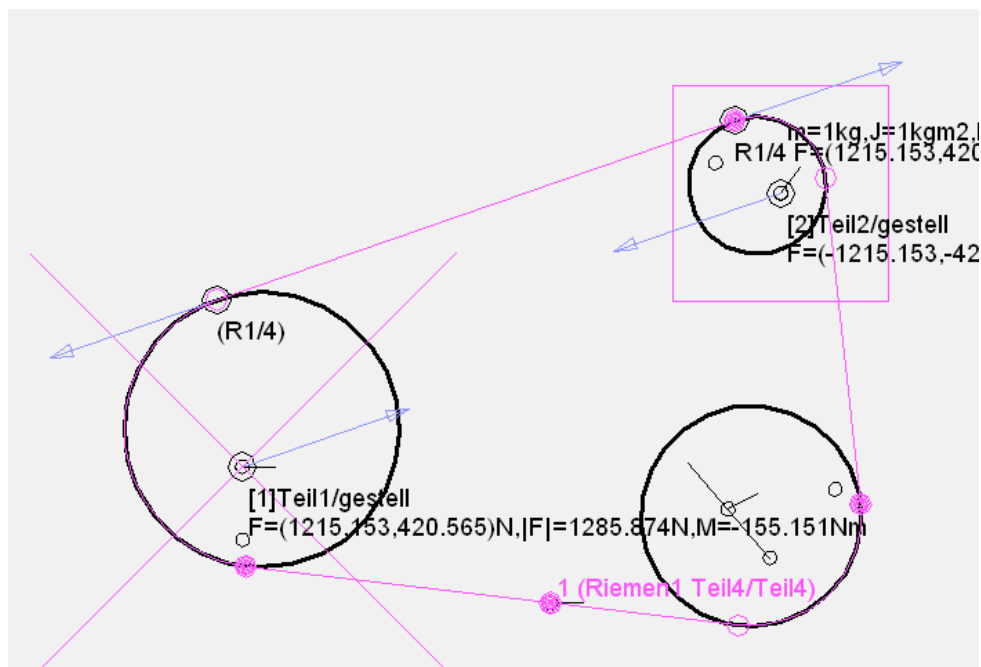 m=1kg,J=1kgm2,
R1/4 F=(1215.153,420
[2]Teil2/gestell
F=(-1215.153,-42
(R1/4)
[1]Teil1/gestell
F=(1215.153,420.565)N,|F|=1285.874N,M=-155.151Nm
1 (Riemen1 Teil4/Teil4)